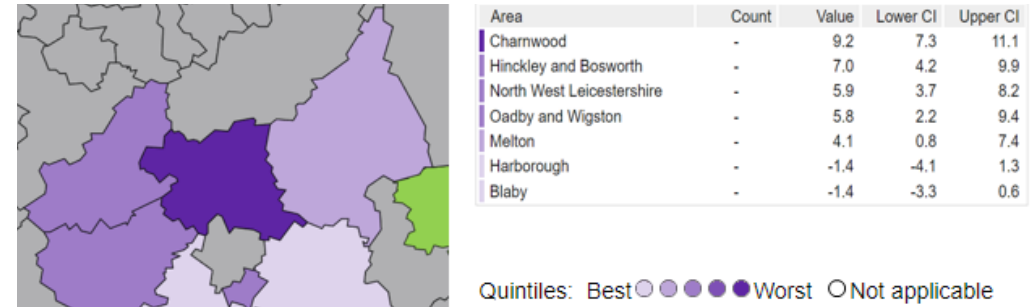 Area Count Value Lower CI Upper CI
Charnwood - 9.2 7.3 11.1
Hinckley and Bosworth - 7.0 4.2 9.9
North West Leicestershire - 5.9 3.7 8.2
Oadby and Wigston - 5.8 2.2 9.4
Melton - 4.1 0.8 7.4
Harborough - -1.4 -4.1 1.3
Blaby - -1.4 -3.3 0.6
Quintiles: Best Worst Not applicable